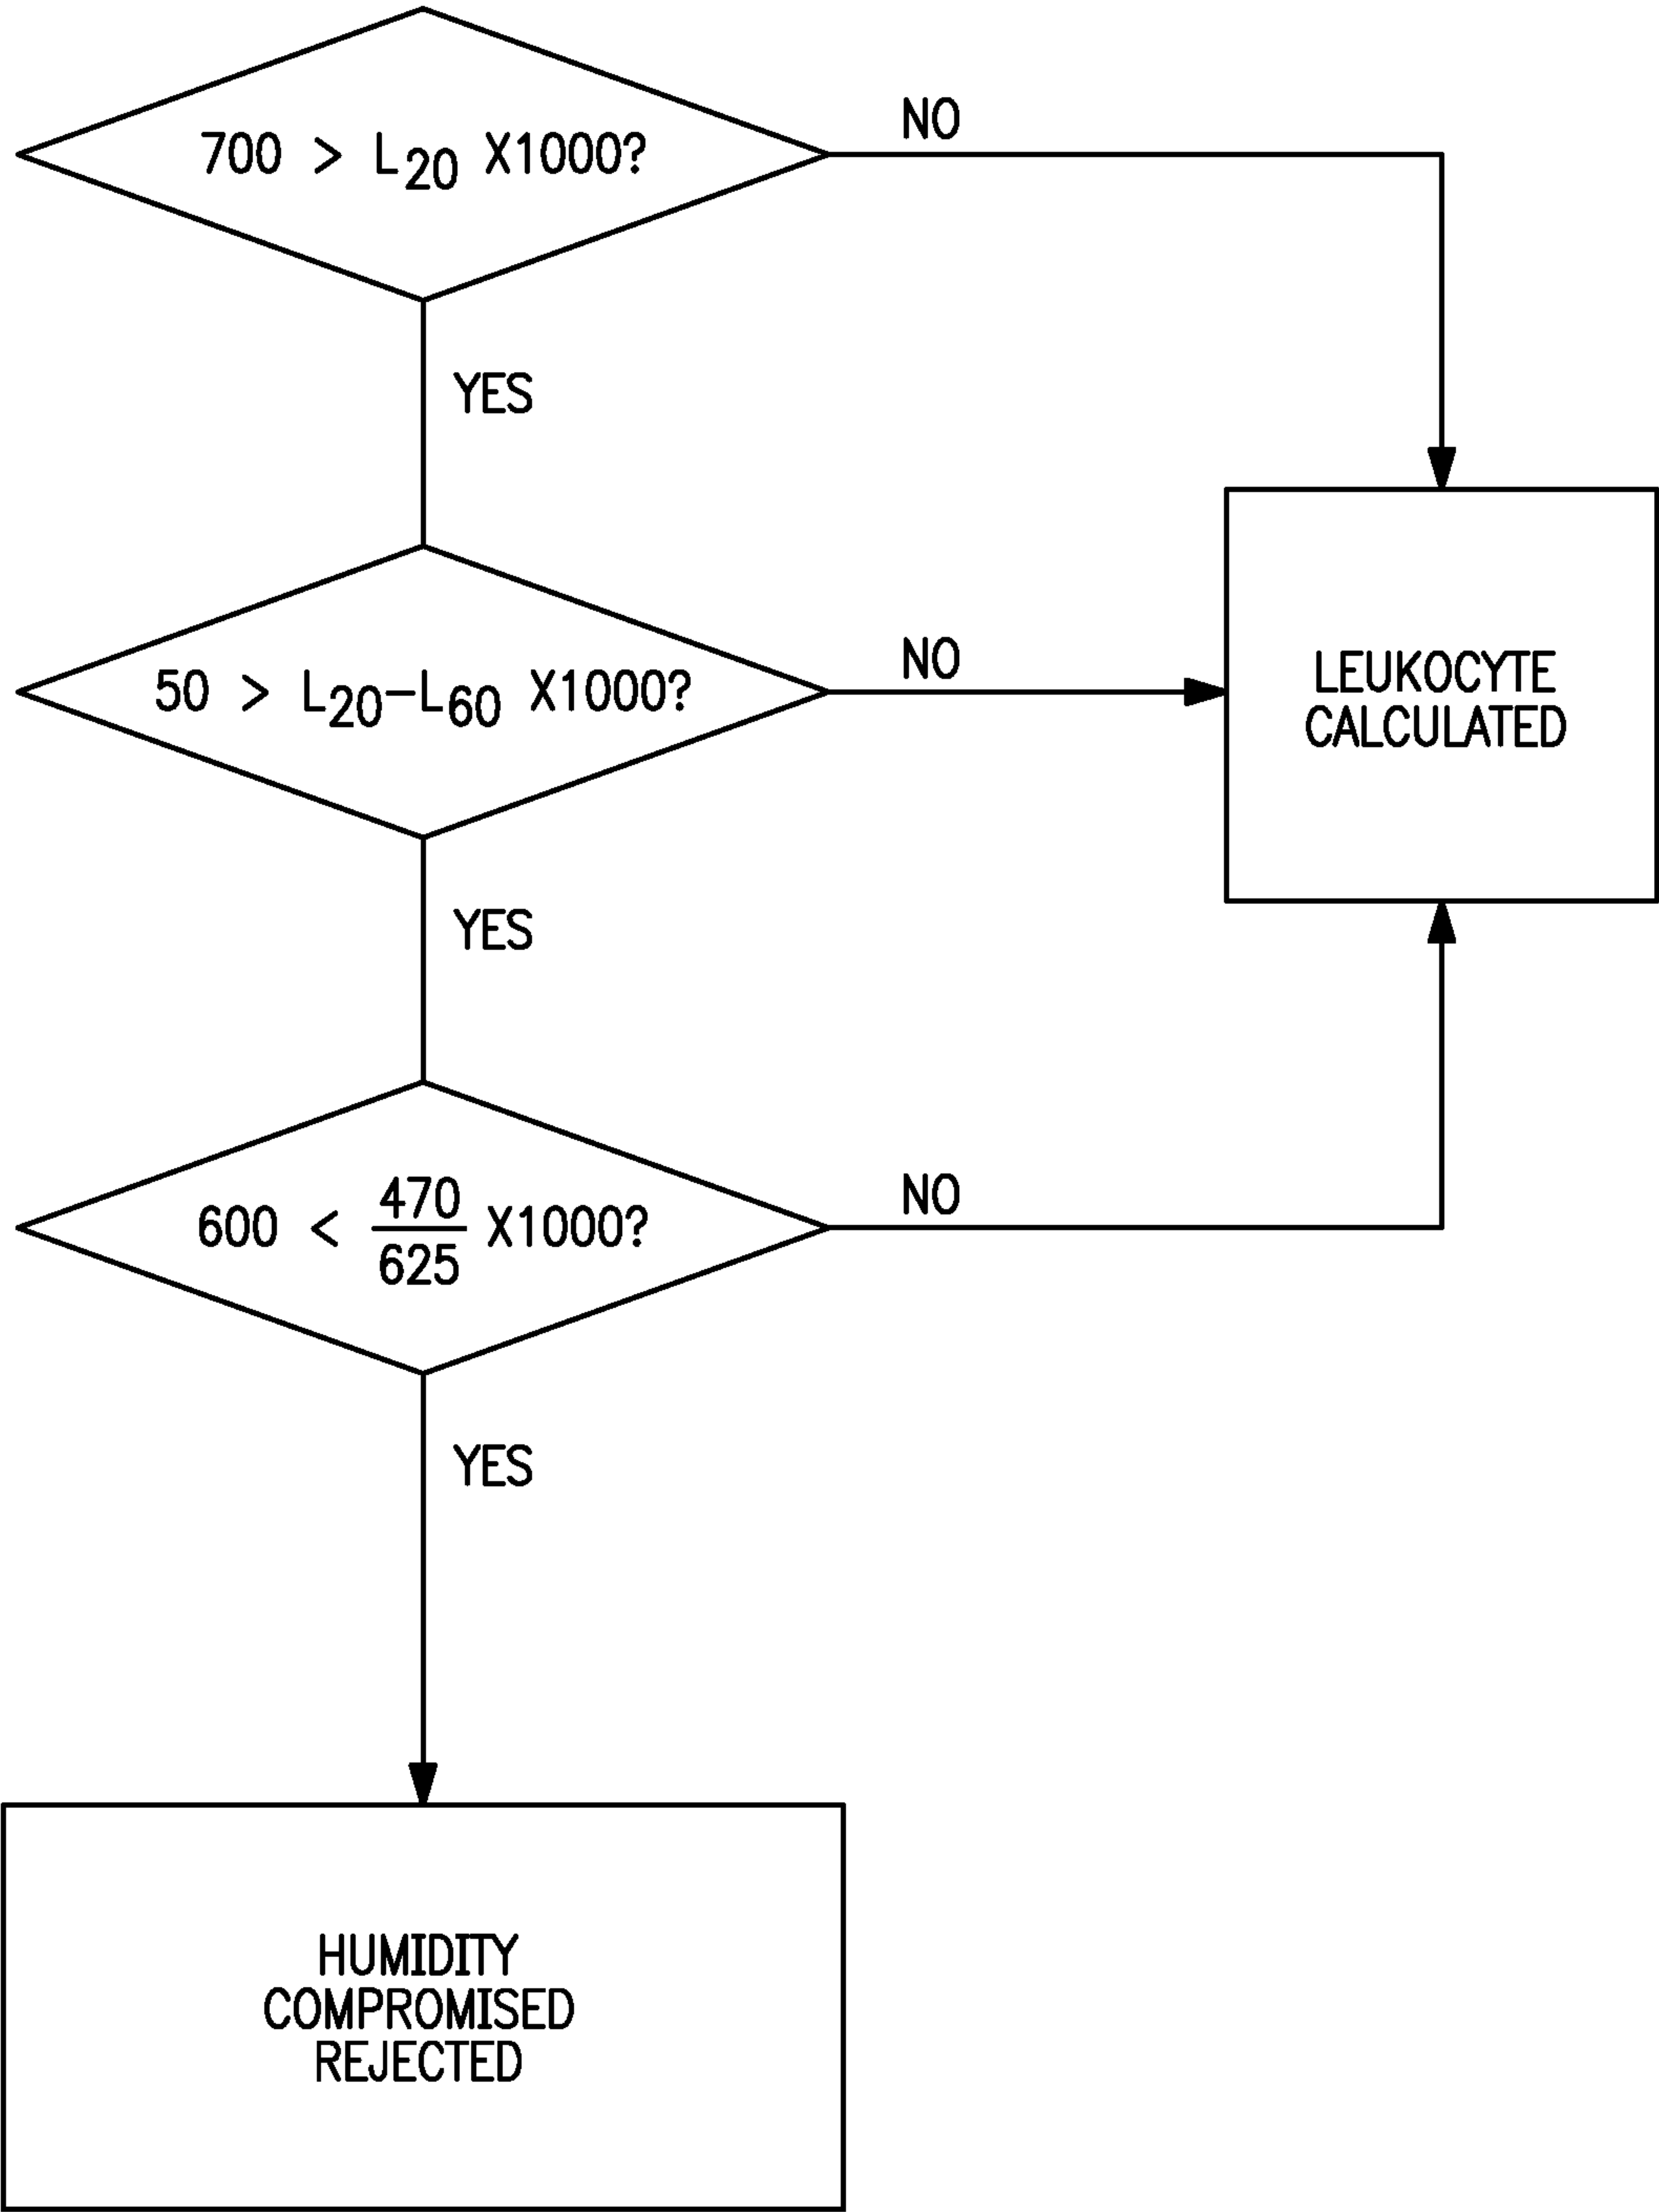 700 > L20 X1000?
NO
YES
50 > L20-L60 X1000?
NO
LEUKOCYTE
CALCULATED
YES
600 < 470/625 X1000?
NO
YES
HUMIDITY
COMPROMISED
REJECTED